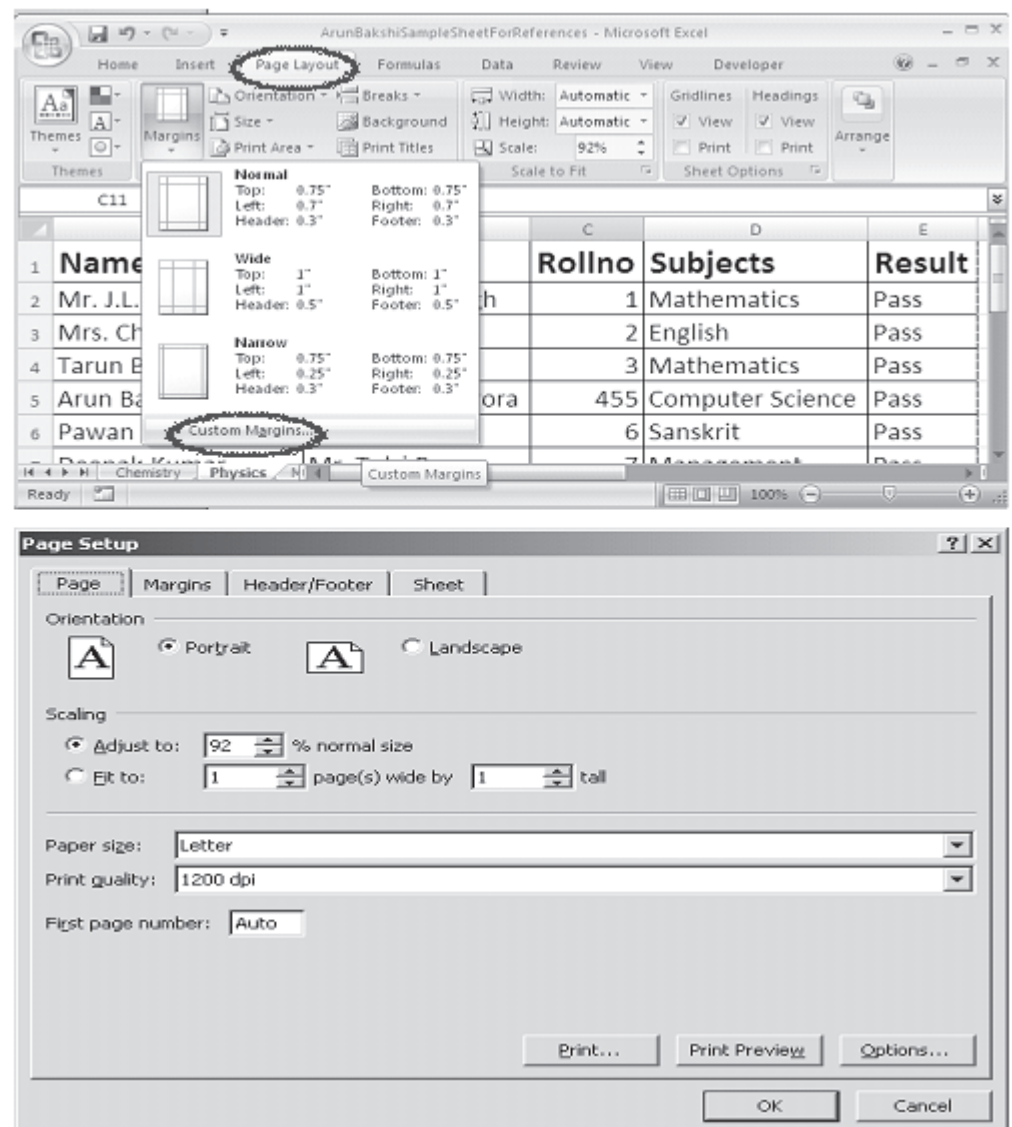 ArunBakshiSampleSheetForReferences - Microsoft Excel
Home Insert Page Layout Formulas Data Review View Developer
Themes
Margins
Orientation
Size
Print Area
Breaks
Background
Print Titles
Width: Automatic
Height: Automatic
Scale: 92%
Gridlines Headings
View View
Print Print
Arrange
Themes Scale to Fit Sheet Options
C11
Normal
Top: 0.75" Bottom: 0.75"
Left: 0.7" Right: 0.7"
Header: 0.3" Footer: 0.3"
Wide
Top: 1" Bottom: 1"
Left: 1" Right: 1"
Header: 0.5" Footer: 0.5"
Narrow
Top: 0.75" Bottom: 0.75"
Left: 0.25" Right: 0.25"
Header: 0.3" Footer: 0.3"
Custom Margins...
C D E
1 Name Rollno Subjects Result
2 Mr. J.L. h 1 Mathematics Pass
3 Mrs. Ch 2 English Pass
4 Tarun B 3 Mathematics Pass
5 Arun Ba ora 455 Computer Science Pass
6 Pawan 6 Sanskrit Pass
Deepak Kumar 7 Management Pass
Chemistry Physics
Custom Margins
Ready 100%
Page Setup
Page Margins Header/Footer Sheet
Orientation
A Portrait A Landscape
Scaling
Adjust to: 92 % normal size
Fit to: 1 page(s) wide by 1 tall
Paper size: Letter
Print quality: 1200 dpi
First page number: Auto
Print... Print Preview Options...
OK Cancel